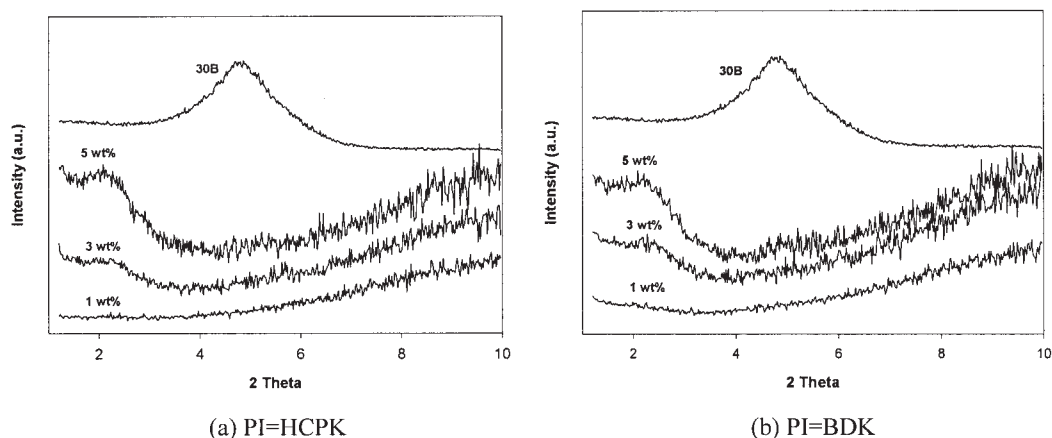 Intensity (a.u.)
30B
5 wt%
3 wt%
1 wt%
2 4 6 8 10
2 Theta
(a) PI=HCPK
Intensity (a.u.)
30B
5 wt%
3 wt%
1 wt%
2 4 6 8 10
2 Theta
(b) PI=BDK